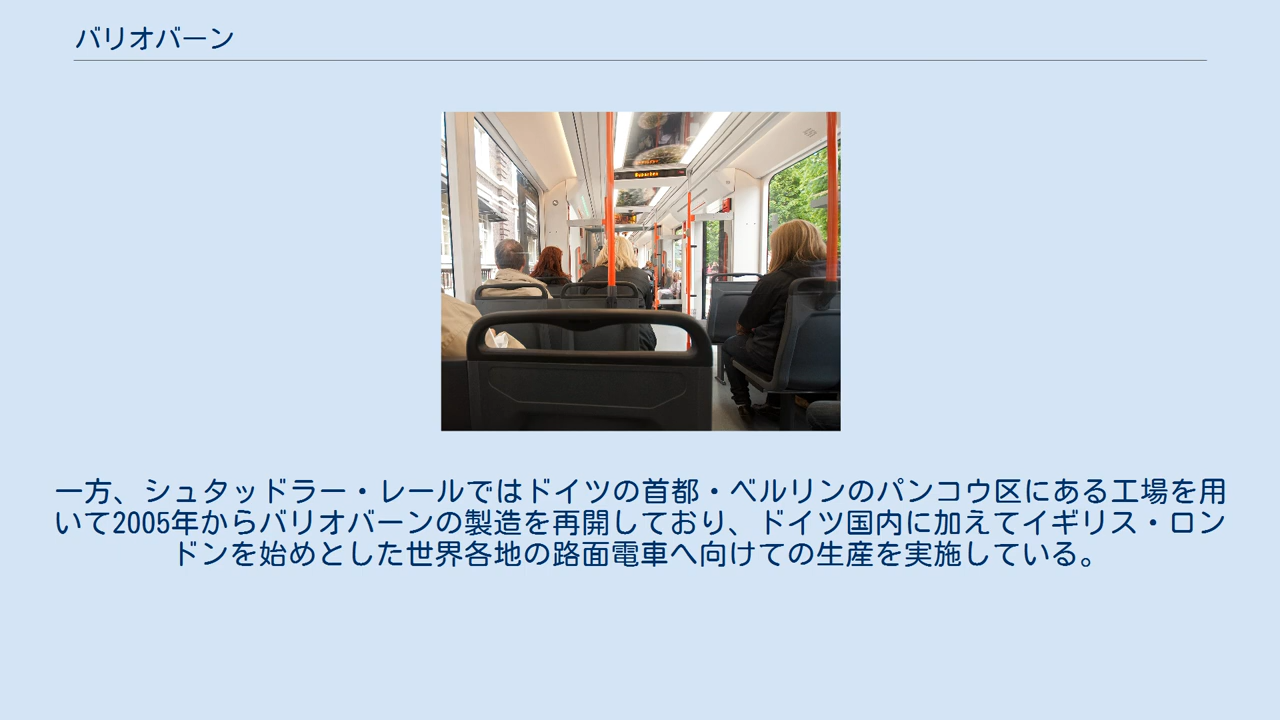 バリオバーン
一方、シュタッドラー・レールではドイツの首都・ベルリンのパンコウ区にある工場を用
いて2005年からバリオバーンの製造を再開しており、ドイツ国内に加えてイギリス・ロン
ドンを始めとした世界各地の路面電車へ向けての生産を実施している。